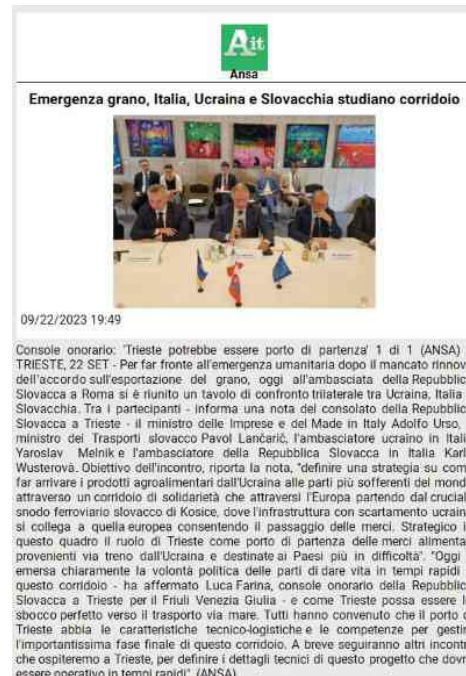 Ait
Ansa
Emergenza grano, Italia, Ucraina e Slovacchia studiano corridoio
09/22/2023 19:49
Console onorario: 'Trieste potrebbe essere porto di partenza' 1 di 1 (ANSA)
TRIESTE, 22 SET - Per far fronte all'emergenza umanitaria dopo il mancato rinnov
dell'accordo sull'esportazione del grano, oggi all'ambasciata della Repubblic
Slovacca a Roma si è riunito un tavolo di confronto trilaterale tra Ucraina, Italia
Slovacchia. Tra i partecipanti - informa una nota del consolato della Repubblic
Slovacca a Trieste - il ministro delle Imprese e del Made in Italy Adolfo Urso,
ministro dei Trasporti slovacco Pavol Lančarič, l'ambasciatore ucraino in Itali
Yaroslav Melnik e l'ambasciatore della Repubblica Slovacca in Italia Karl
Wusterovà. Obiettivo dell'incontro, riporta la nota, "definire una strategia su com
far arrivare i prodotti agroalimentari dall'Ucraina alle parti più sofferenti del mond
attraverso un corridoio di solidarietà che attraversi l'Europa partendo dal crucial
snodo ferroviario slovacco di Kosice, dove l'infrastruttura con scartamento ucrain
si collega a quella europea consentendo il passaggio delle merci. Strategico i
questo quadro il ruolo di Trieste come porto di partenza delle merci alimenta
provenienti via treno dall'Ucraina e destinate ai Paesi più in difficoltà". "Oggi
emersa chiaramente la volontà politica delle parti di dare vita in tempi rapidi
questo corridoio - ha affermato Luca Farina, console onorario della Repubblic
Slovacca a Trieste per il Friuli Venezia Giulia - e come Trieste possa essere l
sbocco perfetto verso il trasporto via mare. Tutti hanno convenuto che il porto d
Trieste abbia le caratteristiche tecnico-logistiche e le competenze per gestir
l'importantissima fase finale di questo corridoio. A breve seguiranno altri incontr
che ospiteremo a Trieste, per definire i dettagli tecnici di questo progetto che dovr
essere operativo in tempi rapidi". (ANSA).